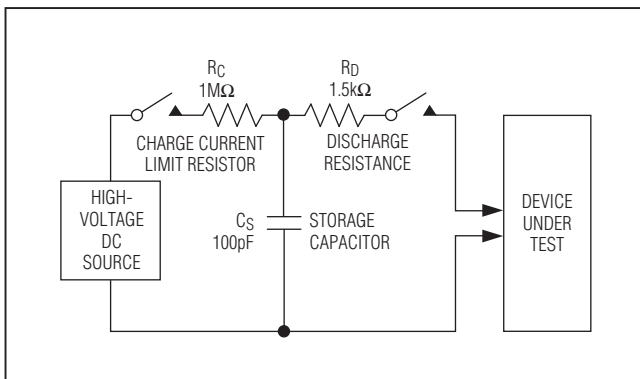 RC
1MΩ
CHARGE CURRENT
LIMIT RESISTOR
RD
1.5kΩ
DISCHARGE
RESISTANCE
HIGH-
VOLTAGE
DC
SOURCE
CS
100pF
STORAGE
CAPACITOR
DEVICE
UNDER
TEST